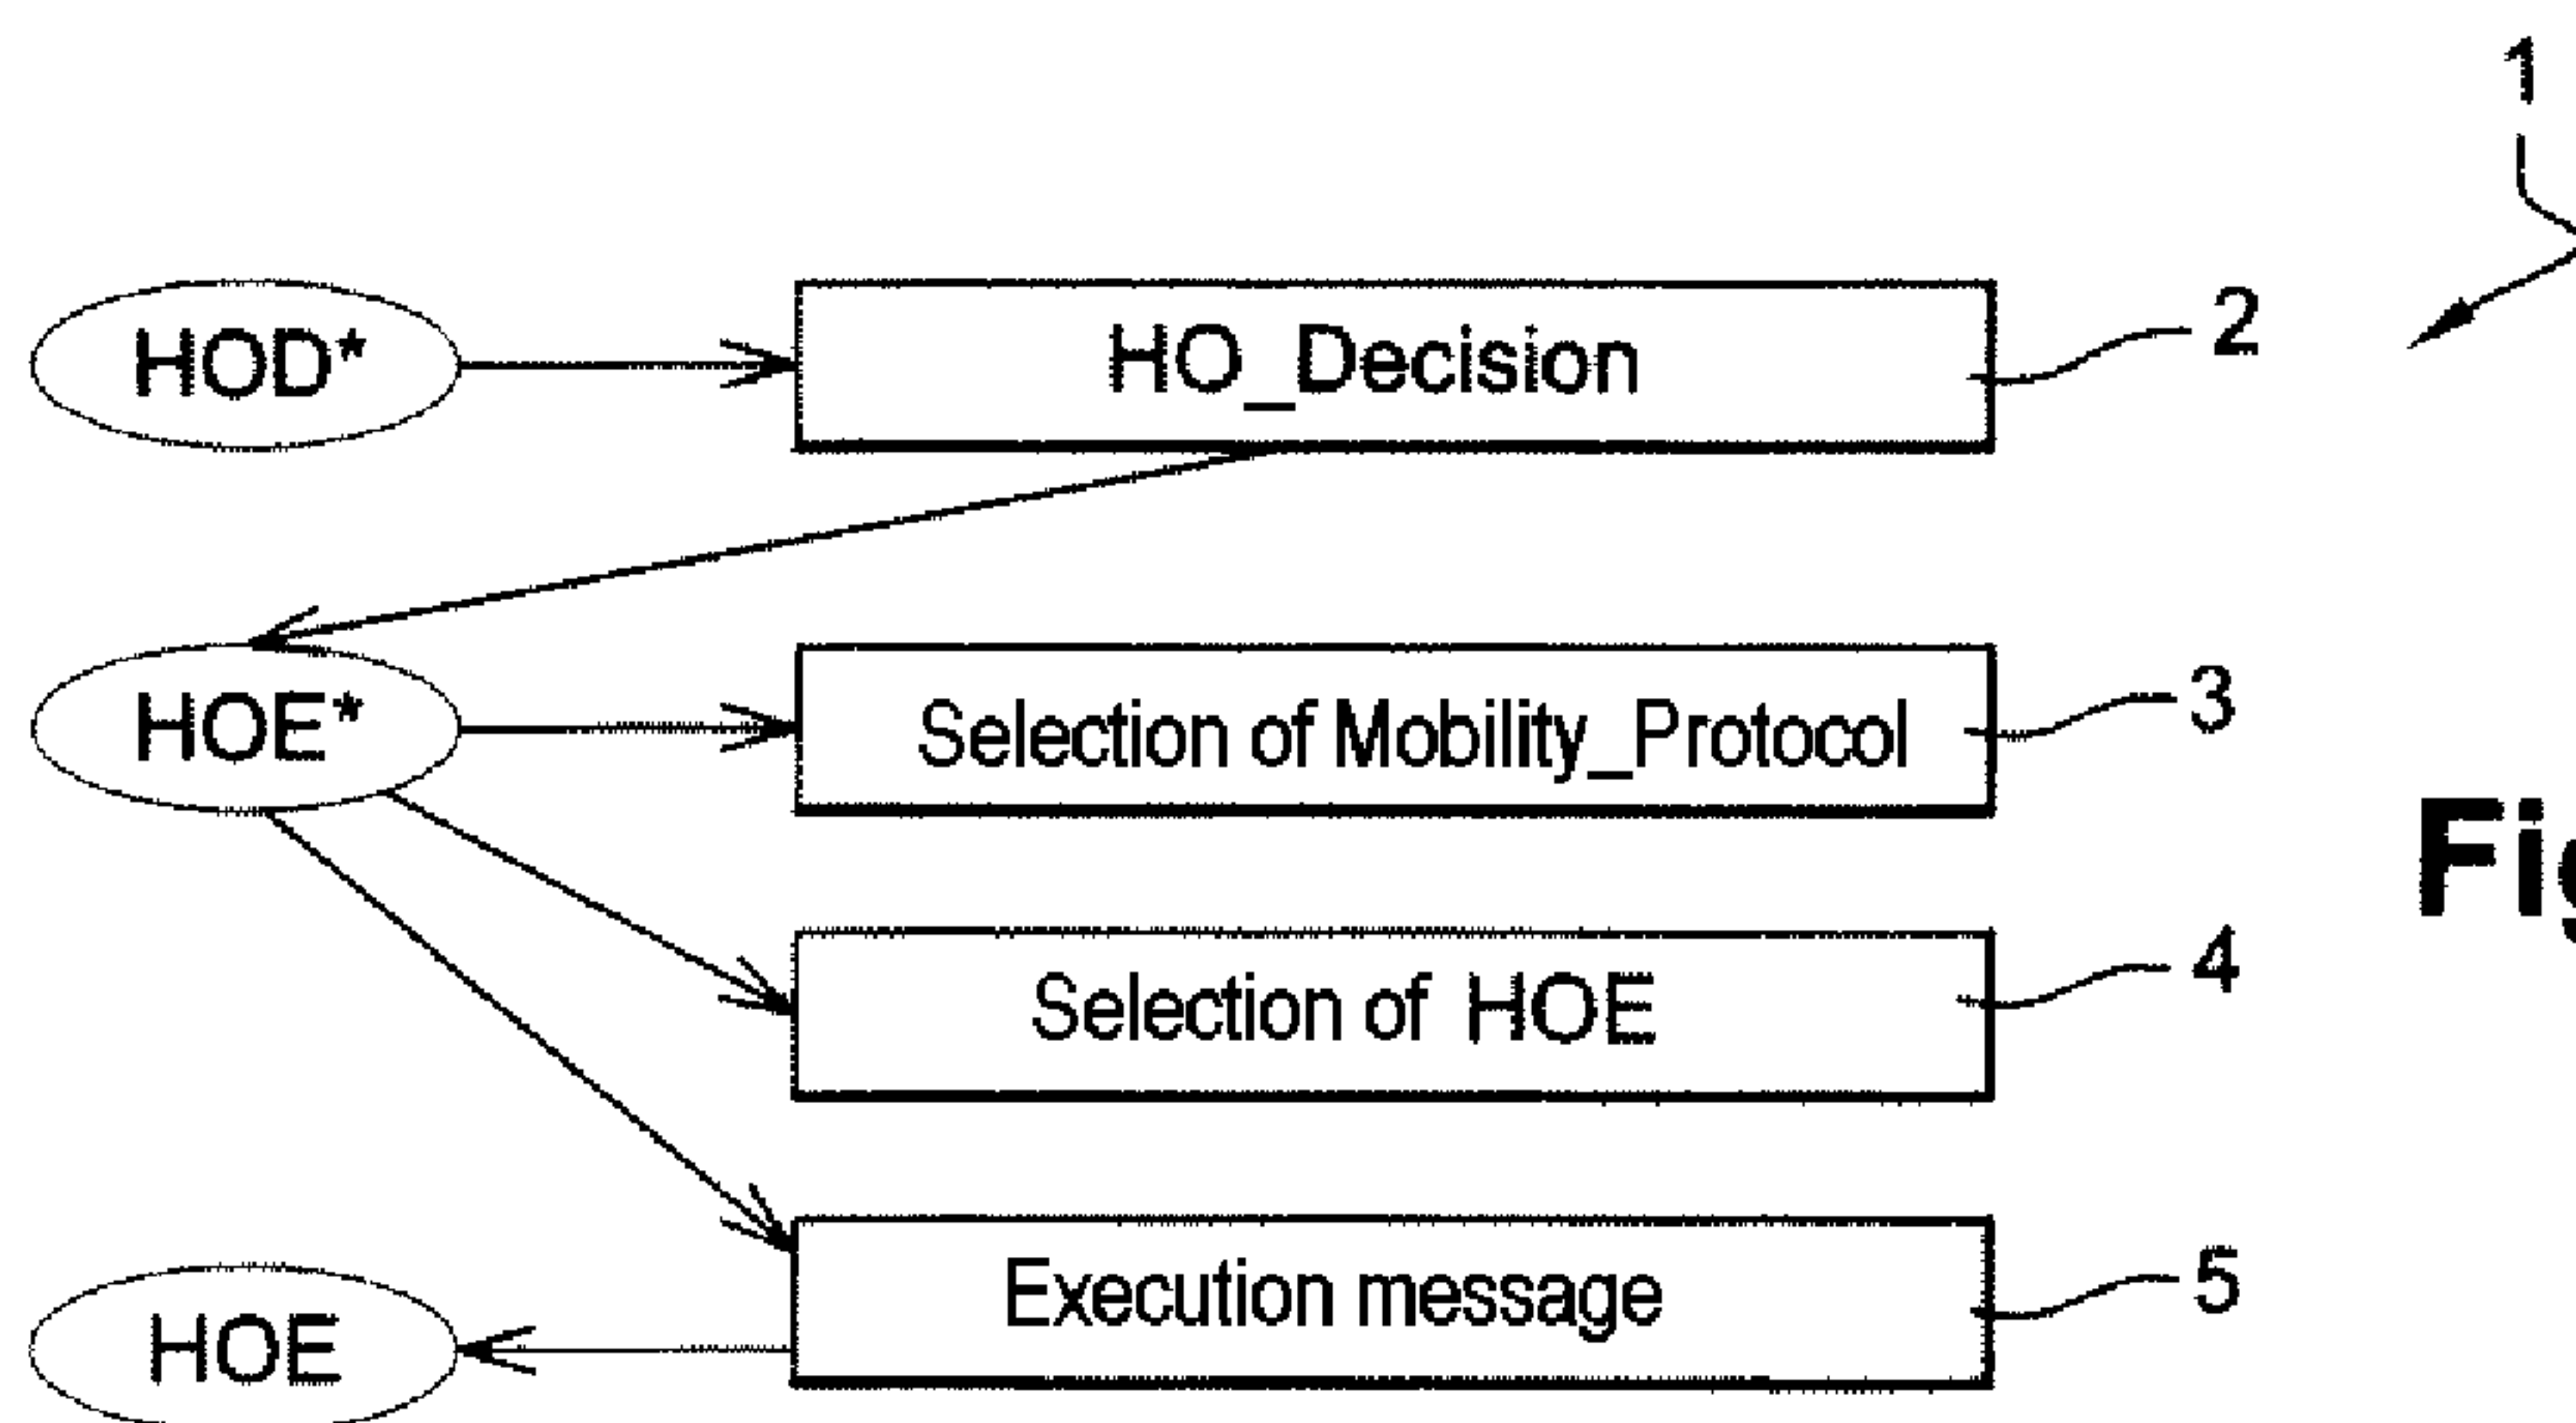 1
HOD*
HO_Decision
2
HOE*
Selection of Mobility_Protocol
3
Selection of HOE
4
Execution message
5
HOE